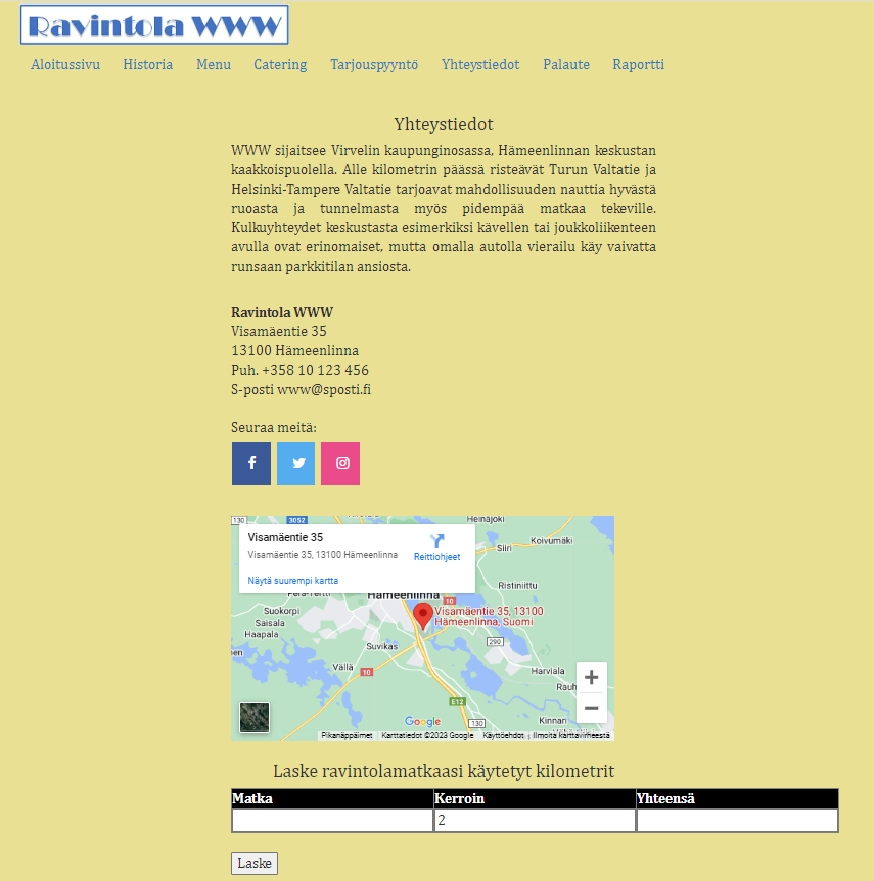 Ravintola WWW
Aloitussivu Historia Menu Catering Tarjouspyyntö Yhteystiedot Palaute Raportti
Yhteystiedot
WWW sijaitsee Virvelin kaupunginosassa, Hämeenlinnan keskustan
kaakkoispuolella. Alle kilometrin päässä risteävät Turun Valtatie ja
Helsinki-Tampere Valtatie tarjoavat mahdollisuuden nauttia hyvästä
ruoasta ja tunnelmasta myös pidempää matkaa tekeville.
Kulkuyhteydet keskustasta esimerkiksi kävellen tai joukkoliikenteen
avulla ovat erinomaiset, mutta omalla autolla vierailu käy vaivatta
runsaan parkkitilan ansiosta.
Ravintola WWW
Visamäentie 35
13100 Hämeenlinna
Puh. +358 10 123 456
S-posti www@sposti.fi
Seuraa meitä:
130 3052 Heinäjoki
Visamäentie 35
Visamäentie 35, 13100 Hämeenlinna
Reittiohjeet
Näytä suurempi kartta
Koivumäki
Siiri
Ristiniittu
Hämeenlinna
10
Suokorpi
Saisala
Haapala
Visamäentie 35, 13100
Hämeenlinna, Suomi
Suvikas
290
Vällä
10
Harviala
E12
Kinnari
130
Google
Pikanäppäimet Karttatiedot ©2023 Google Käyttöehdot Ilmoita karttavirheestä
Laske ravintolamatkaasi käytetyt kilometrit
Matka Kerroin Yhteensä
2
Laske